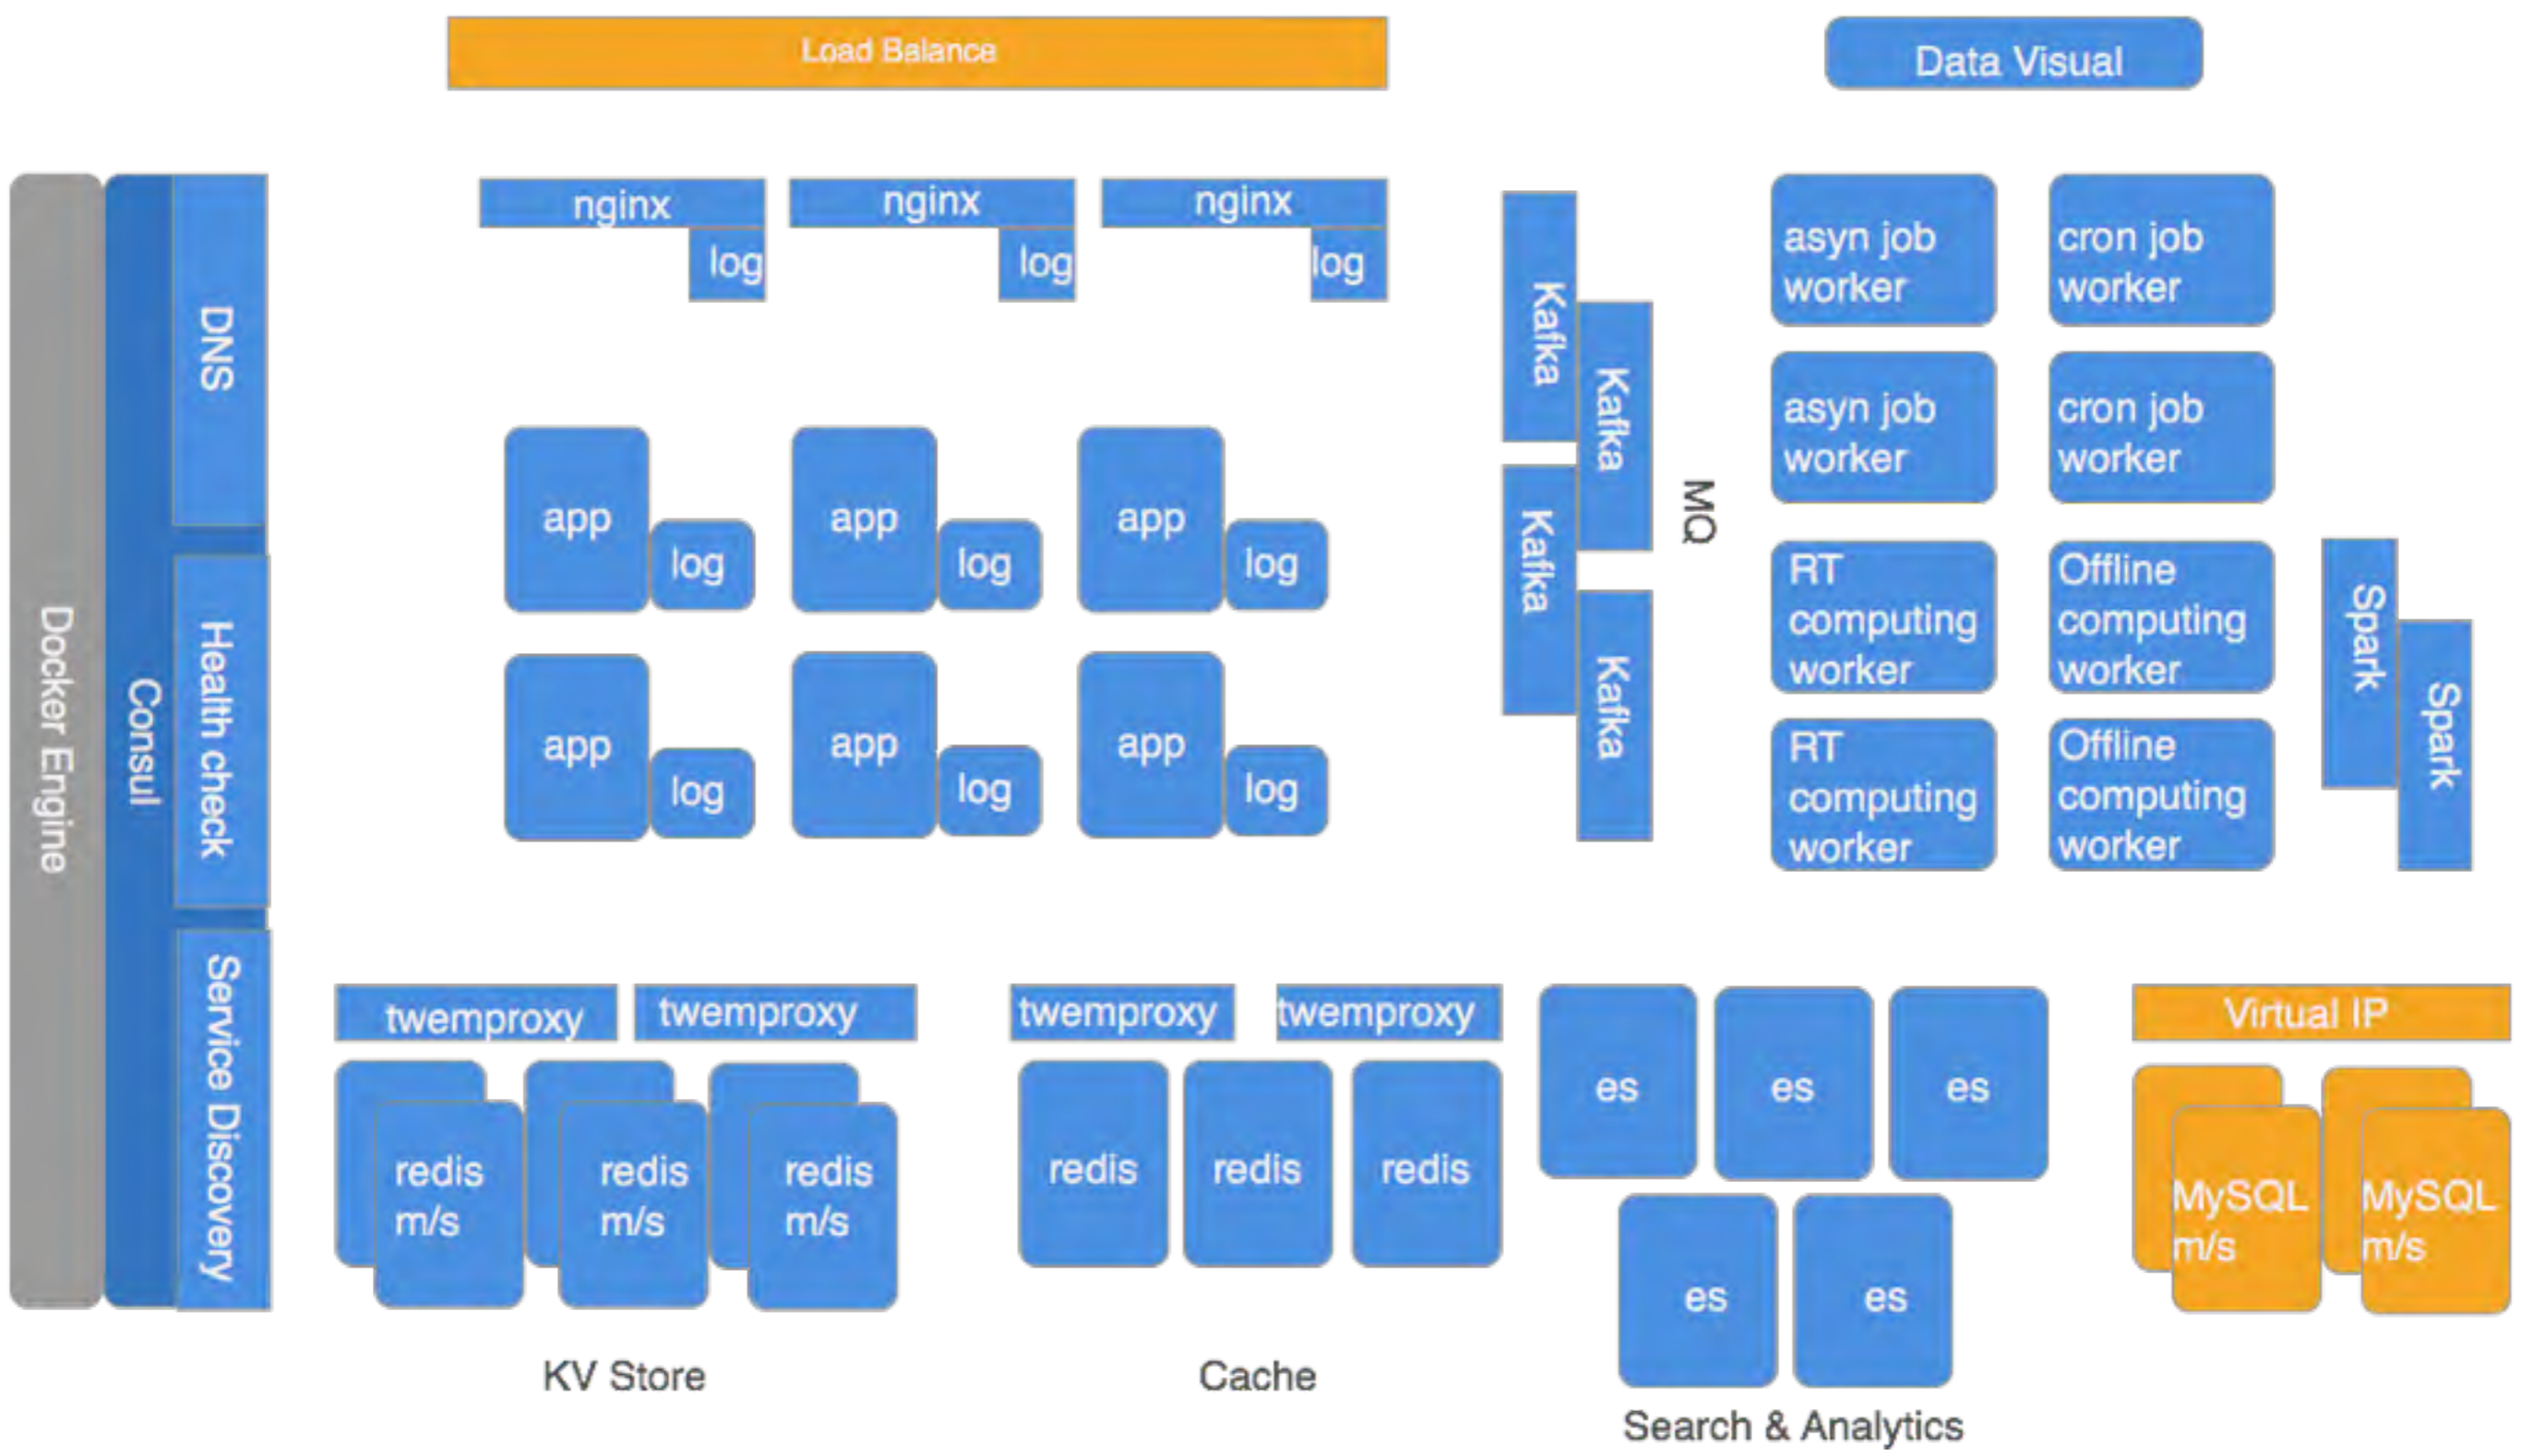 Load Balance
Data Visual
Docker Engine
Consul
DNS
Health check
Service Discovery
nginx
log
nginx
log
nginx
log
app
log
app
log
app
log
app
log
app
log
app
log
Kafka
Kafka
Kafka
Kafka
MQ
asyn job
worker
cron job
worker
asyn job
worker
cron job
worker
RT
computing
worker
Offline
computing
worker
RT
computing
worker
Offline
computing
worker
Spark
Spark
twemproxy
twemproxy
redis
m/s
redis
m/s
redis
m/s
KV Store
twemproxy
twemproxy
redis
redis
redis
Cache
es
es
es
es
es
Search & Analytics
Virtual IP
MySQL
m/s
MySQL
m/s